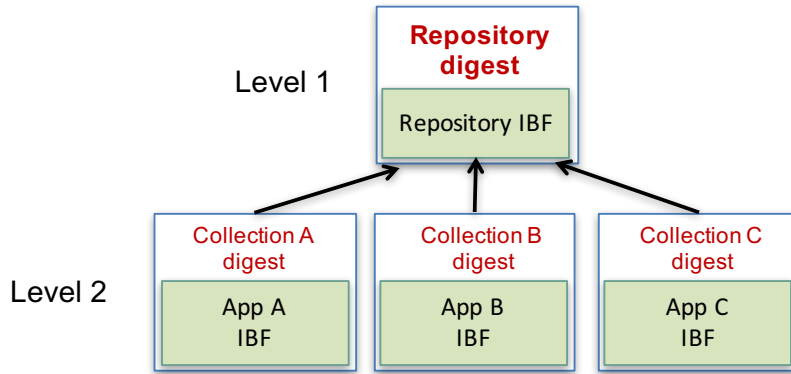 Repository
digest
Level 1
Repository IBF
Collection A
digest
Collection B
digest
Collection C
digest
Level 2
App A
IBF
App B
IBF
App C
IBF